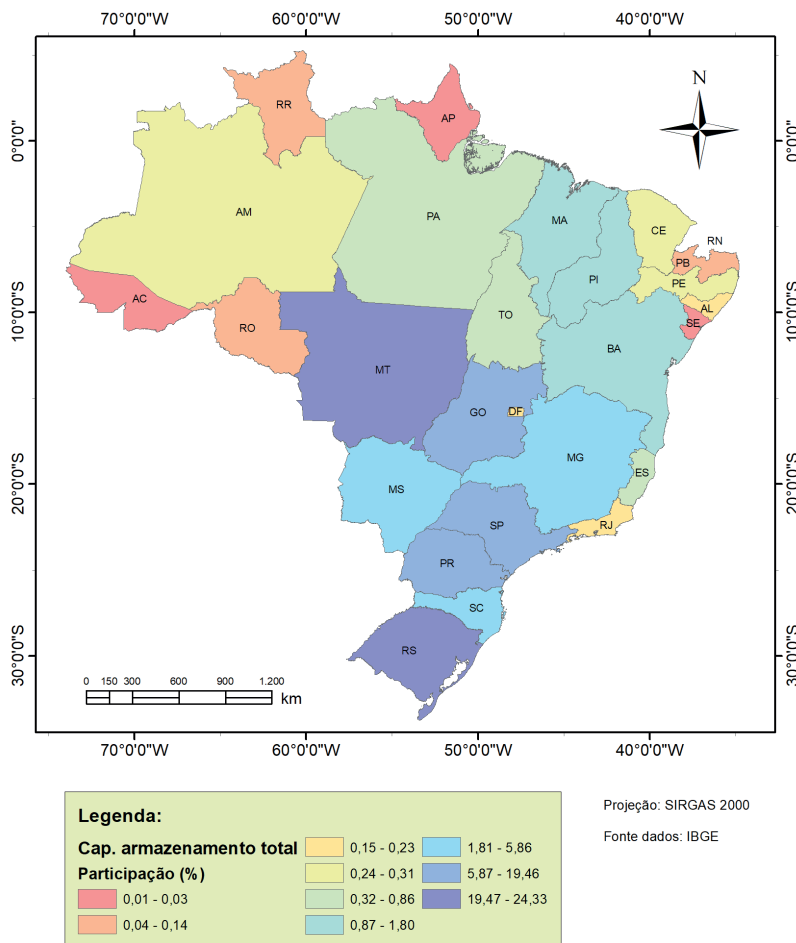 70°0'0"W 60°0'0"W 50°0'0"W 40°0'0"W
N
RR
AP
0°0'0" 0°0'0"
AM
PA
MA
CE
RN
PB
PI
PE
AC
AL
10°0'0"S 10°0'0"S
TO
SE
RO
BA
MT
GO
DF
MG
ES
20°0'0"S 20°0'0"S
MS
SP
RJ
PR
SC
RS
30°0'0"S 30°0'0"S
0 150 300 600 900 1.200
km
70°0'0"W 60°0'0"W 50°0'0"W 40°0'0"W
Legenda:
Cap. armazenamento total
Participação (%)
0,01 - 0,03
0,04 - 0,14
0,15 - 0,23
0,24 - 0,31
0,32 - 0,86
0,87 - 1,80
1,81 - 5,86
5,87 - 19,46
19,47 - 24,33
Projeção: SIRGAS 2000
Fonte dados: IBGE